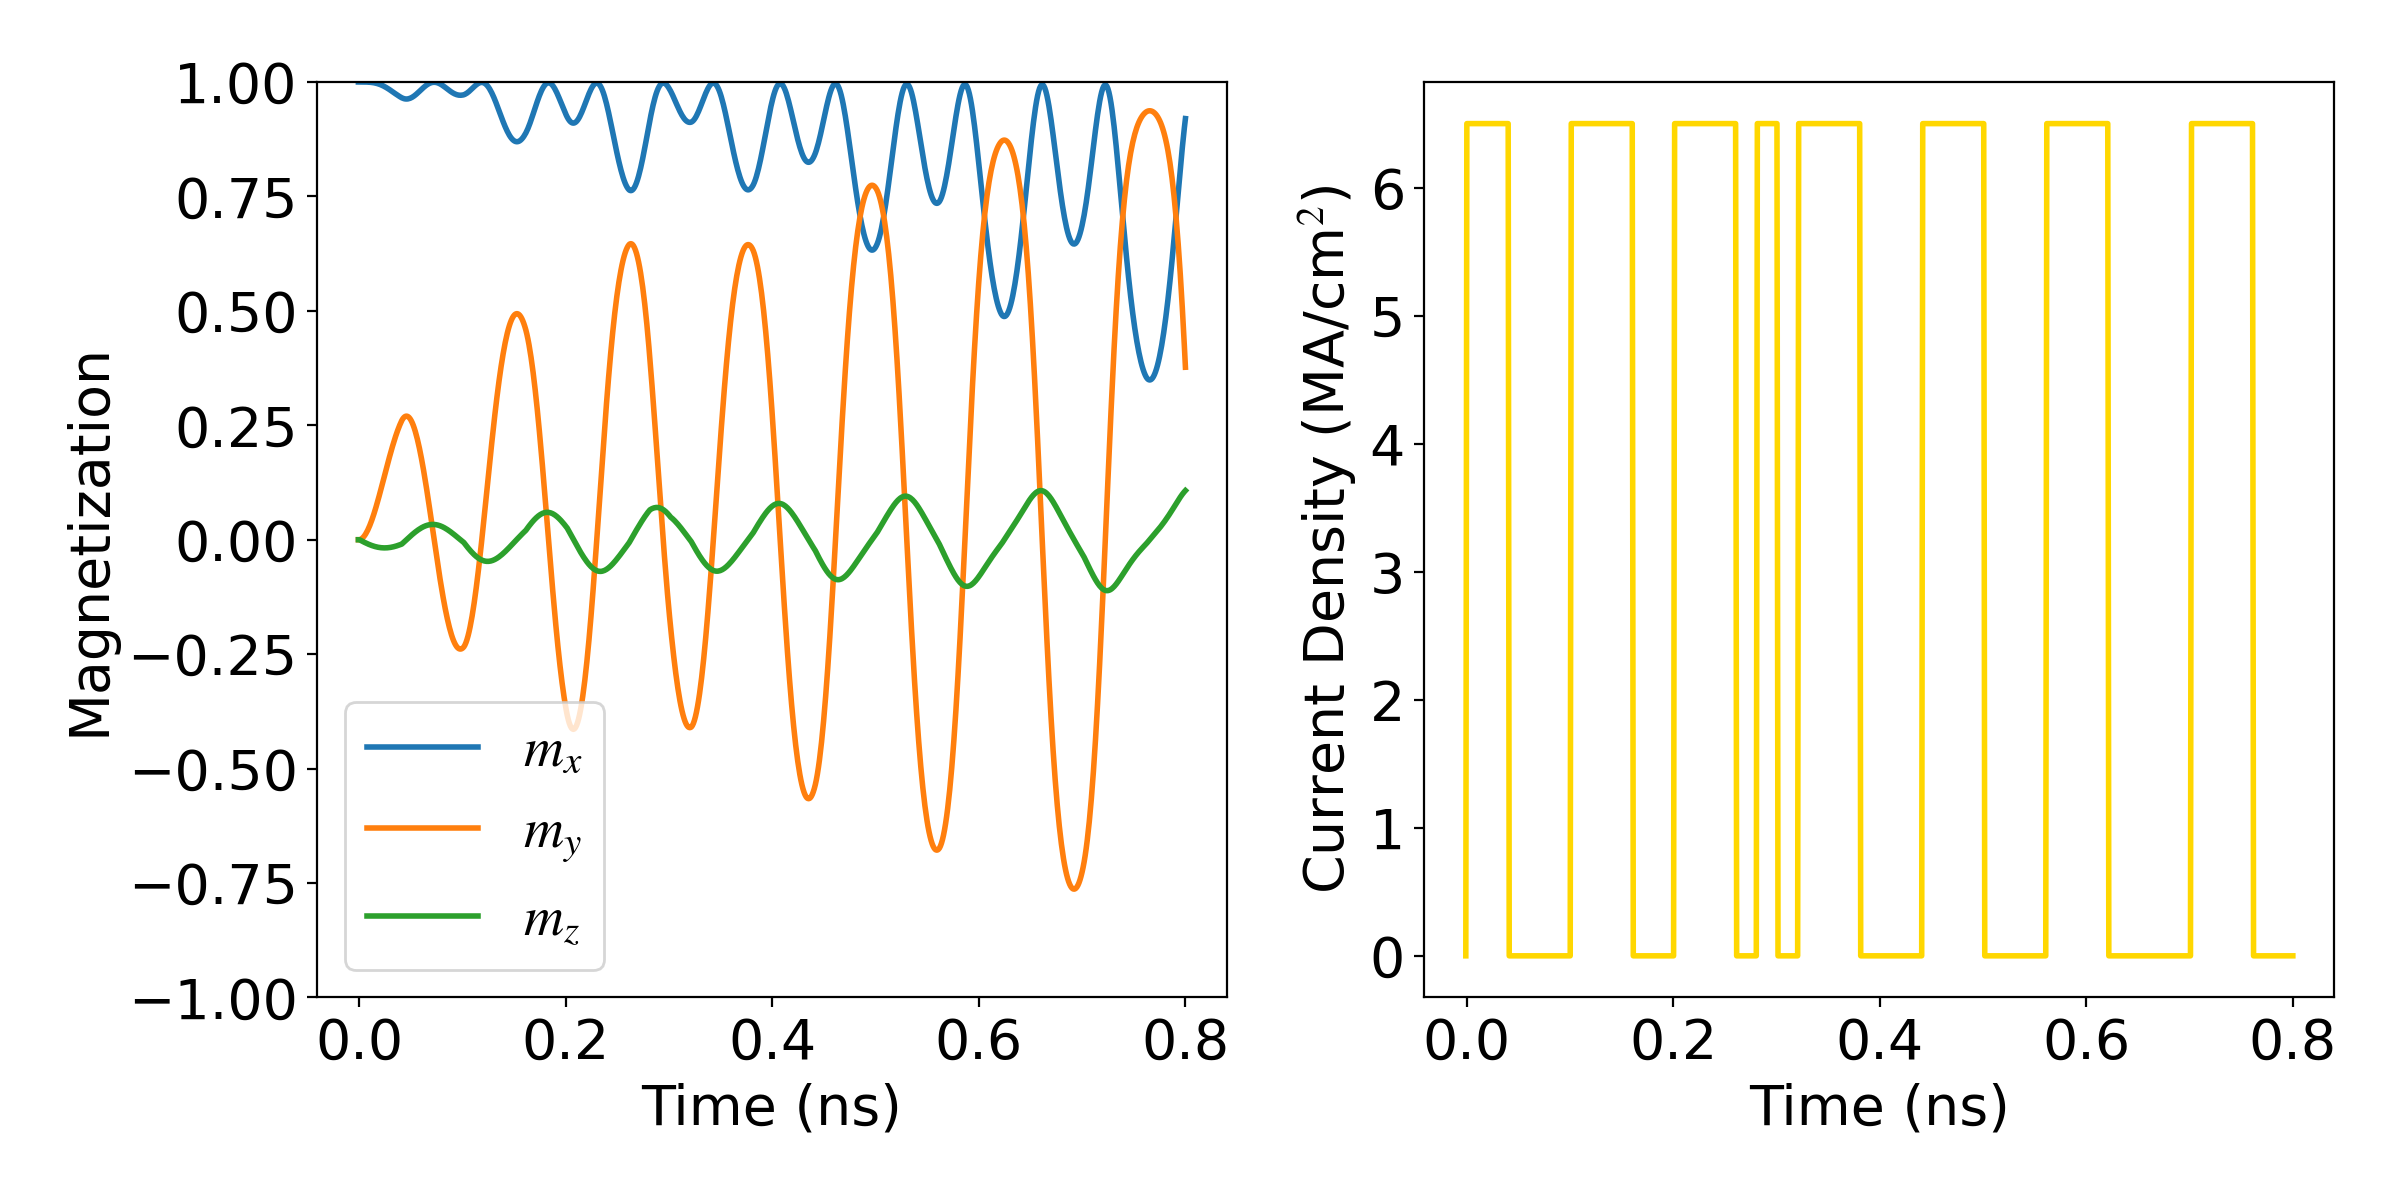 Magnetization
1.00
0.75
0.50
0.25
0.00
−0.25
−0.50
−0.75
−1.00
m_x
m_y
m_z
0.0 0.2 0.4 0.6 0.8
Time (ns)
Current Density (MA/cm²)
6
5
4
3
2
1
0
0.0 0.2 0.4 0.6 0.8
Time (ns)